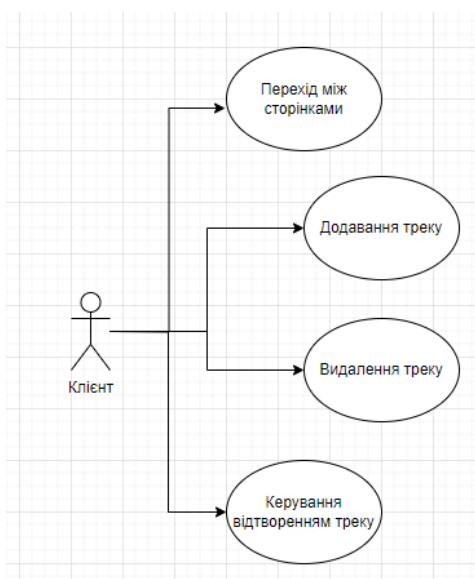 Перехід між
сторінками
Додавання треку
Клієнт
Видалення треку
Керування
відтворенням треку